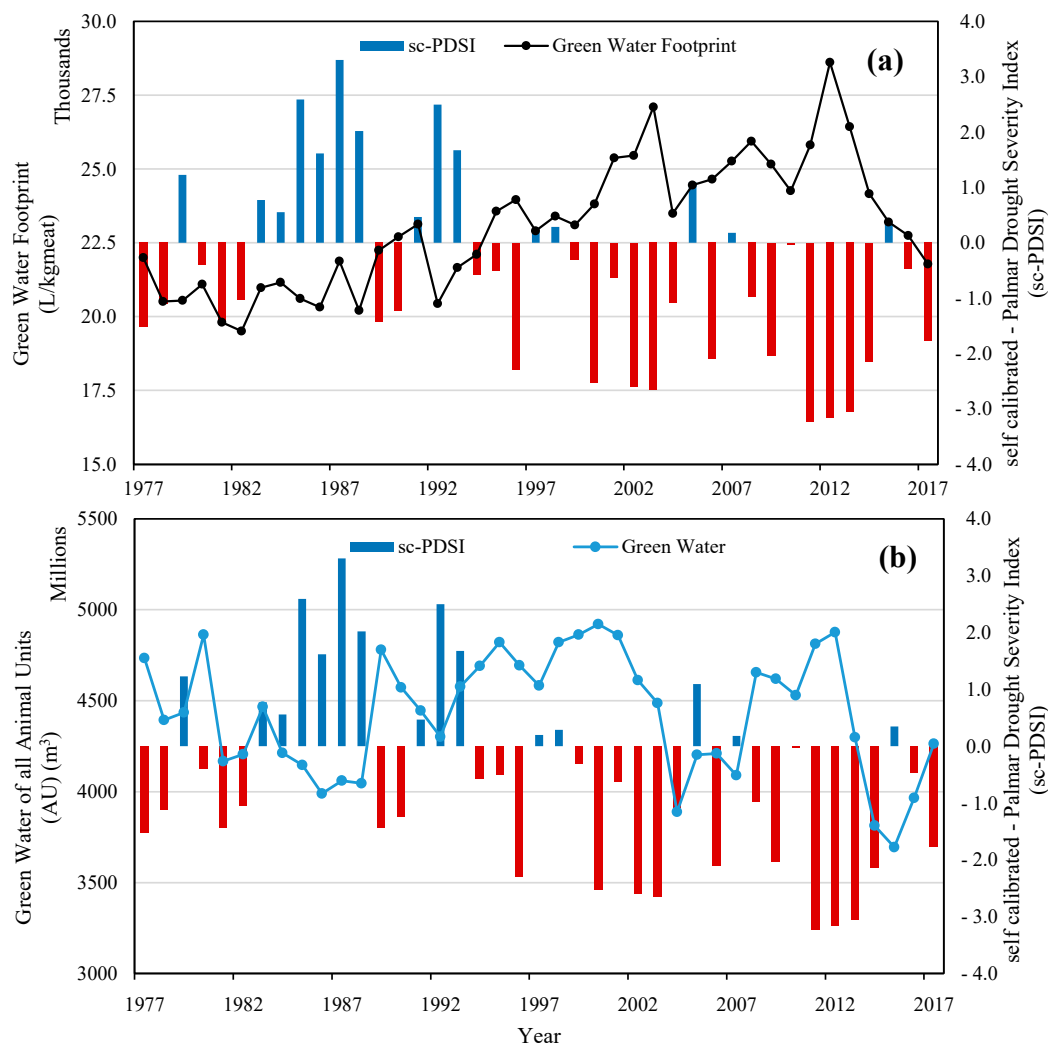 Thousands
Green Water Footprint
(L/kgmeat)
30.0
27.5
25.0
22.5
20.0
17.5
15.0
sc-PDSI
Green Water Footprint
(a)
4.0
3.0
2.0
1.0
0.0
- 1.0
- 2.0
- 3.0
- 4.0
self calibrated - Palmar Drought Severity Index
(sc-PDSI)
1977 1982 1987 1992 1997 2002 2007 2012 2017
Millions
Green Water of all Animal Units
(AU) (m³)
5500
5000
4500
4000
3500
3000
sc-PDSI
Green Water
(b)
4.0
3.0
2.0
1.0
0.0
- 1.0
- 2.0
- 3.0
- 4.0
self calibrated - Palmar Drought Severity Index
(sc-PDSI)
1977 1982 1987 1992 1997 2002 2007 2012 2017
Year